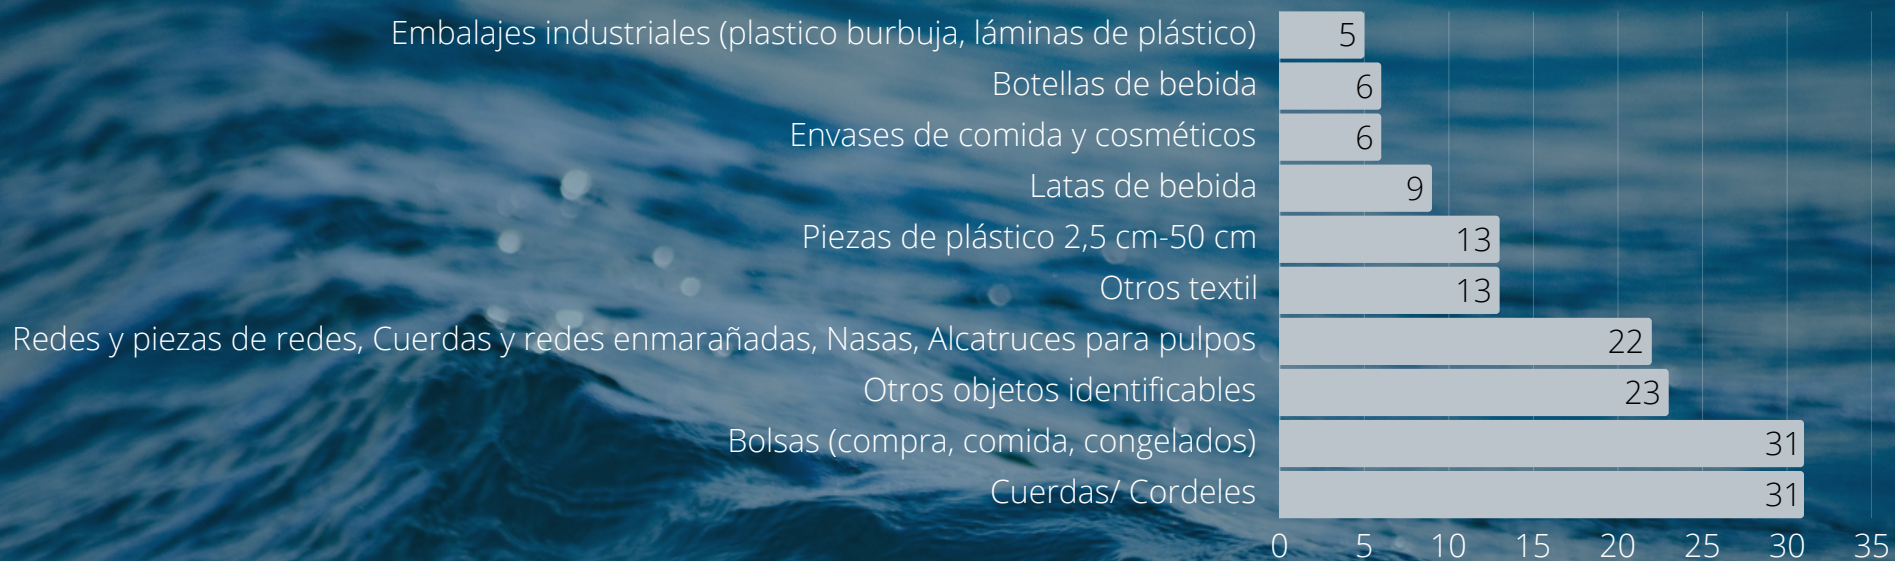 Embalajes industriales (plastico burbuja, láminas de plástico) 5
Botellas de bebida 6
Envases de comida y cosméticos 6
Latas de bebida 9
Piezas de plástico 2,5 cm-50 cm 13
Otros textil 13
Redes y piezas de redes, Cuerdas y redes enmarañadas, Nasas, Alcatruces para pulpos 22
Otros objetos identificables 23
Bolsas (compra, comida, congelados) 31
Cuerdas/ Cordeles 31
0 5 10 15 20 25 30 35